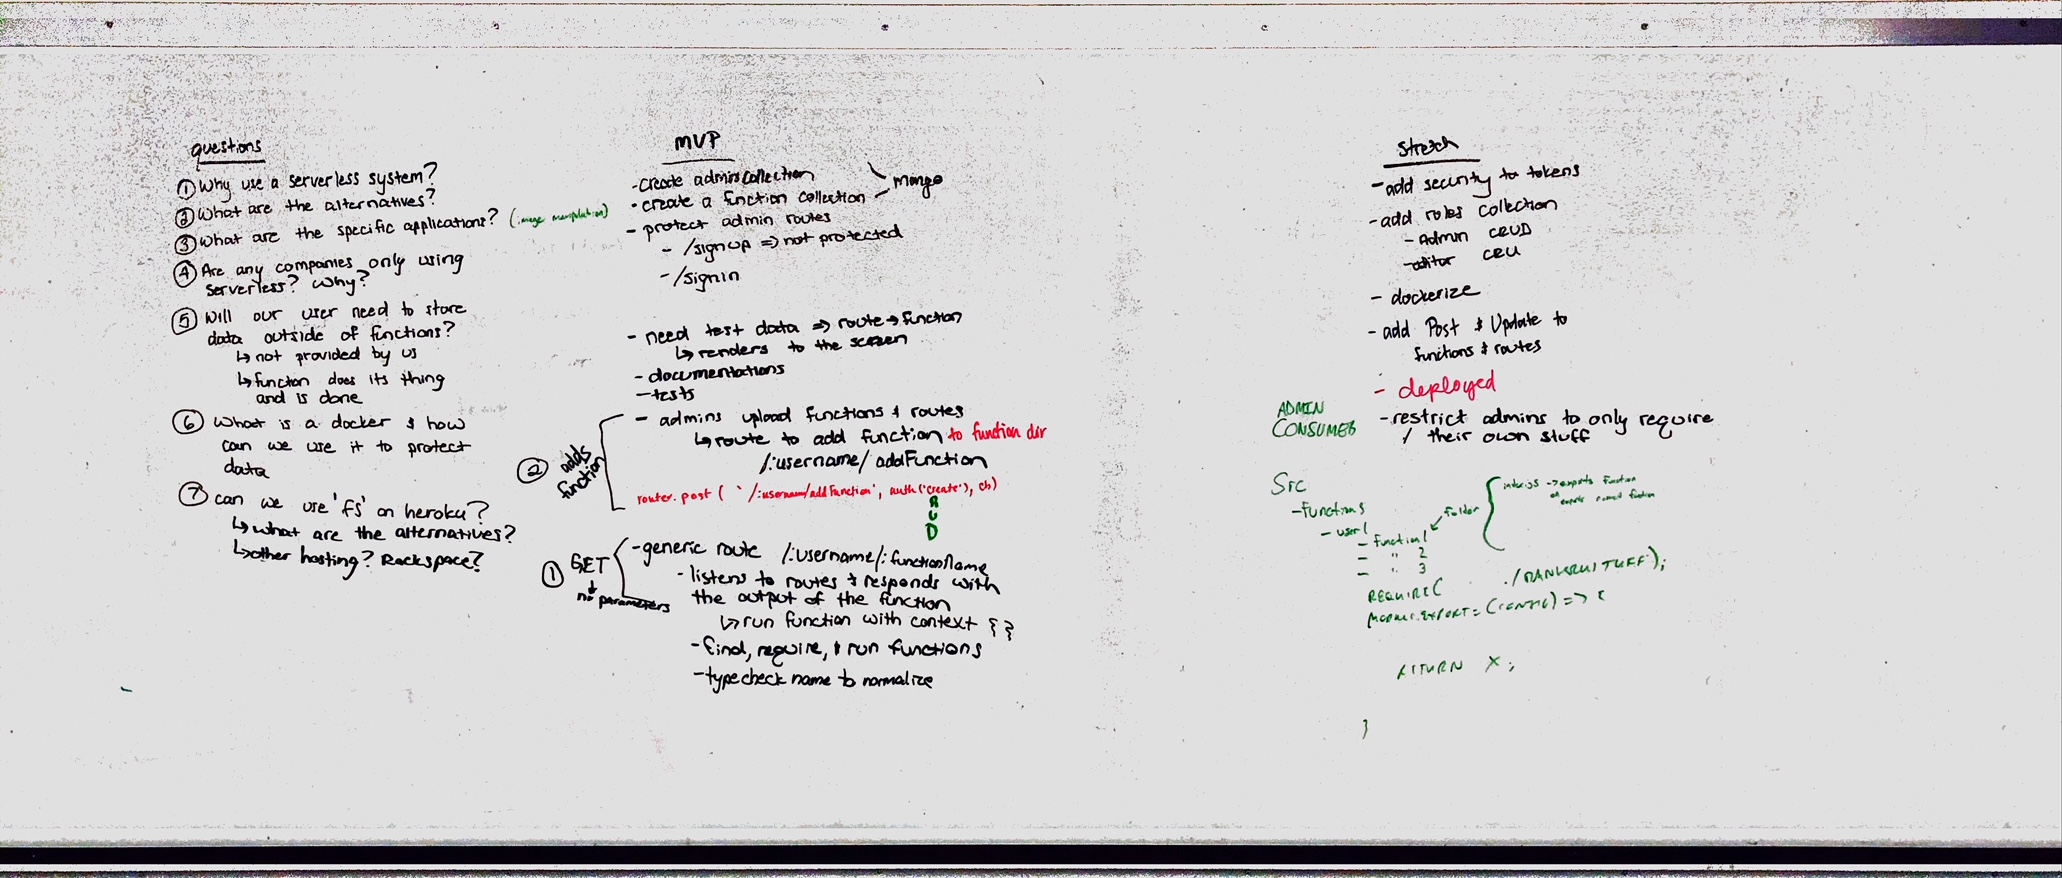 questions
① Why use a serverless system?
② What are the alternatives?
③ What are the specific applications? (image manipulation)
④ Are any companies only using
serverless? Why?
⑤ Will our user need to store
data outside of functions?
↳ not provided by us
↳ function does its thing
and is done
⑥ What is a docker & how
can we use it to protect
data
⑦ can we use 'fs' on heroku?
↳ what are the alternatives?
↳ other hosting? Rackspace?
MVP
- create admins collection
- create a function collection
mongo
- protect admin routes
- /signup => not protected
- /signin
- need test data => route → function
↳ renders to the screen
- documentations
- tests
② adds
function
- admins upload functions & routes
↳ route to add function to function dir
/:username/addFunction
router.post( ` /:username/addFunction', auth('create'), cb)
R
U
D
① GET
↓
no parameters
- generic route /:username/:functionName
- listens to routes & responds with
the output of the function
↳ run function with context { }
- find, require, & run functions
- typecheck name to normalize
Stretch
- add security to tokens
- add roles collection
- Admin CRUD
- editor CRU
- dockerize
- add Post & Update to
functions & routes
- deployed
- restrict admins to only require
their own stuff
ADMIN
CONSUMER
Src
- functions
- user1
- function1
- " 2
- " 3
folder
index.js -> exports function
or exports named function
REQUIRE(
MODULE.EXPORT = (CONFIG) => {
RETURN X;
}